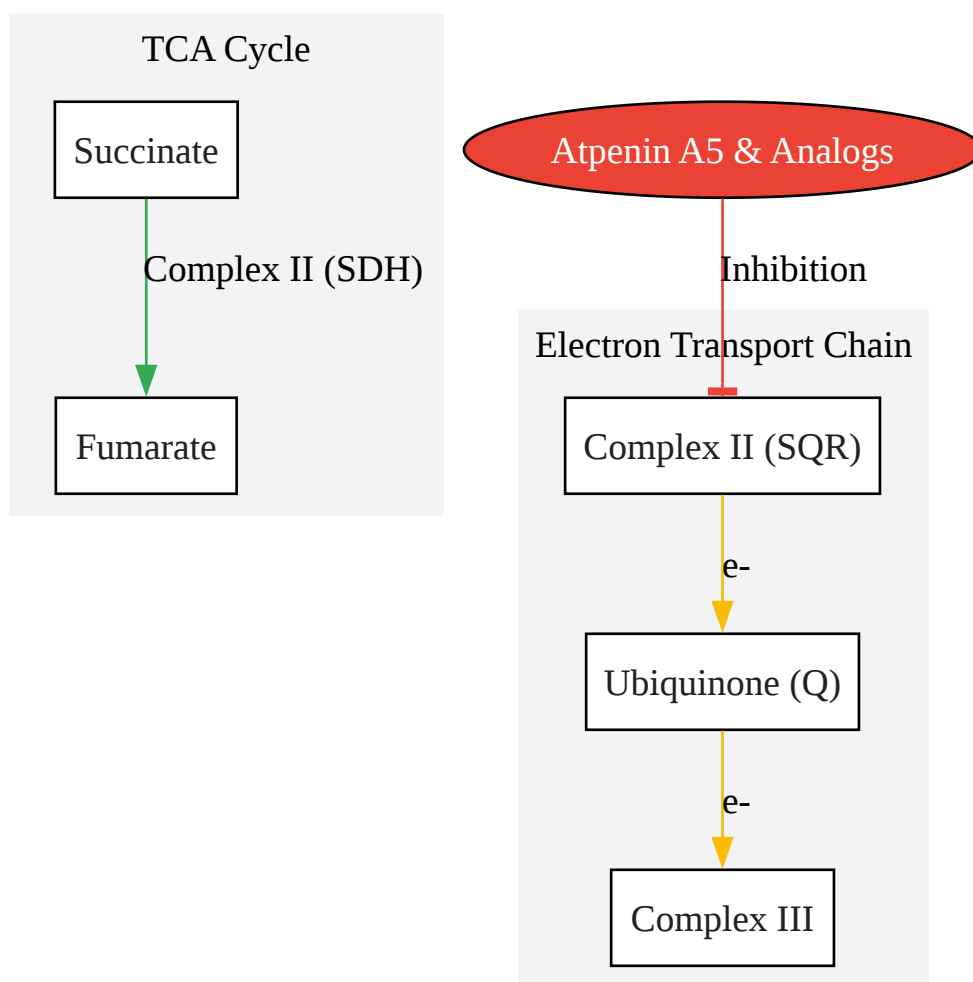 TCA Cycle
Succinate
Complex II (SDH)
Fumarate
Atpenin A5 & Analogs
Inhibition
Electron Transport Chain
Complex II (SQR)
e-
Ubiquinone (Q)
e-
Complex III